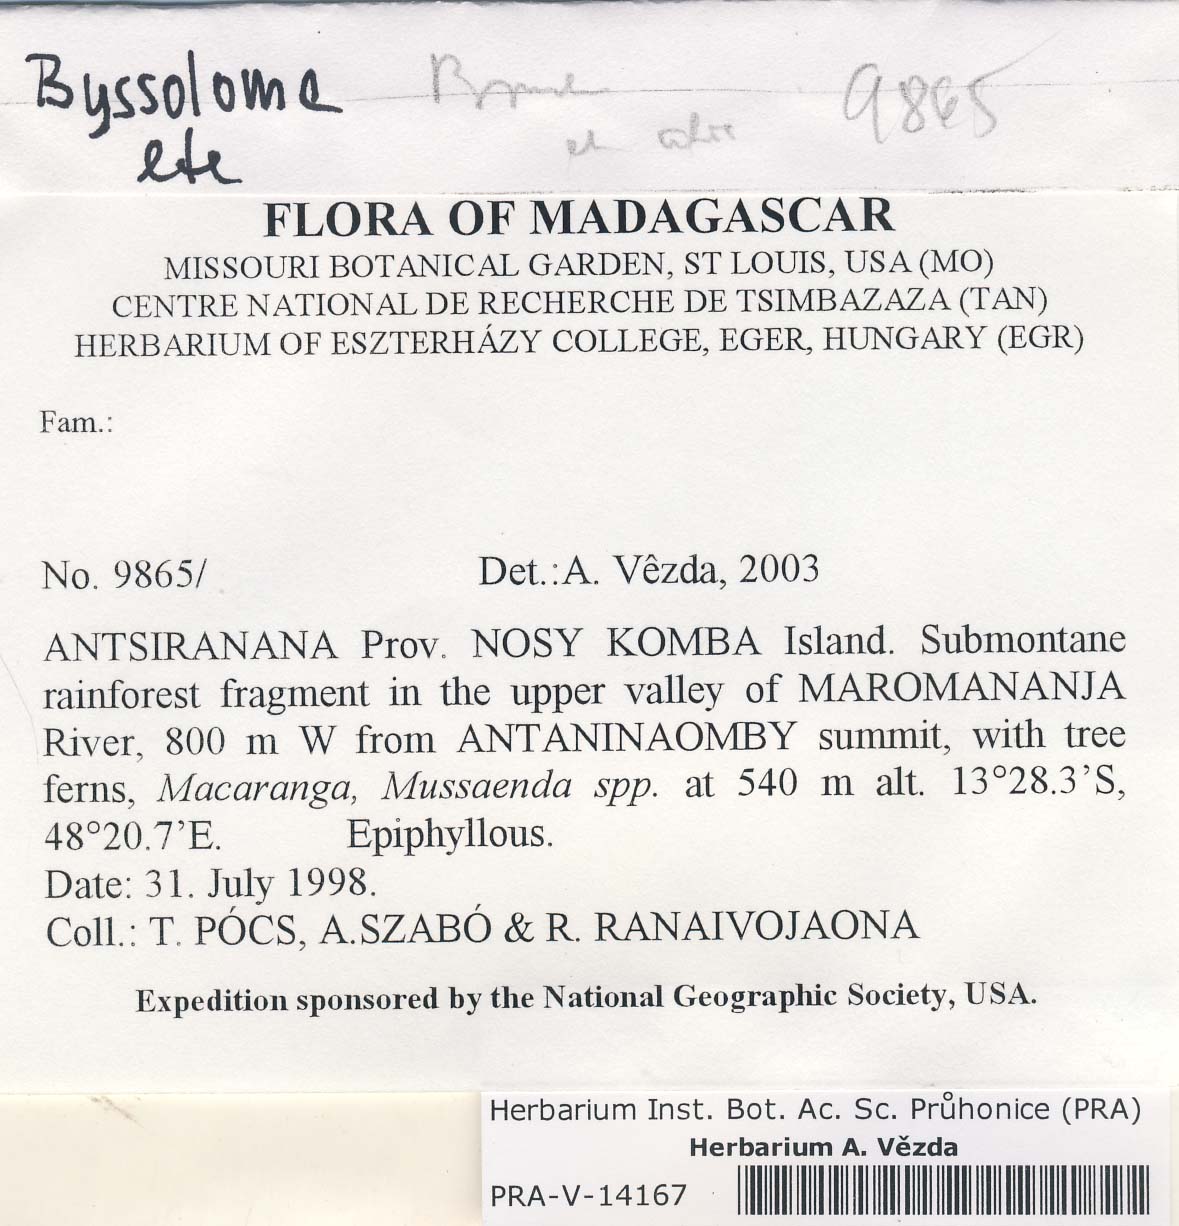 Byssoloma
etc
9865
FLORA OF MADAGASCAR
MISSOURI BOTANICAL GARDEN, ST LOUIS, USA (MO)
CENTRE NATIONAL DE RECHERCHE DE TSIMBAZAZA (TAN)
HERBARIUM OF ESZTERHÁZY COLLEGE, EGER, HUNGARY (EGR)
Fam.:
No. 9865/ Det.:A. Vêzda, 2003
ANTSIRANANA Prov. NOSY KOMBA Island. Submontane
rainforest fragment in the upper valley of MAROMANANJA
River, 800 m W from ANTANINAOMBY summit, with tree
ferns, Macaranga, Mussaenda spp. at 540 m alt. 13°28.3’S,
48°20.7’E. Epiphyllous.
Date: 31. July 1998.
Coll.: T. PÓCS, A.SZABÓ & R. RANAIVOJAONA
Expedition sponsored by the National Geographic Society, USA.
Herbarium Inst. Bot. Ac. Sc. Průhonice (PRA)
Herbarium A. Vězda
PRA-V-14167